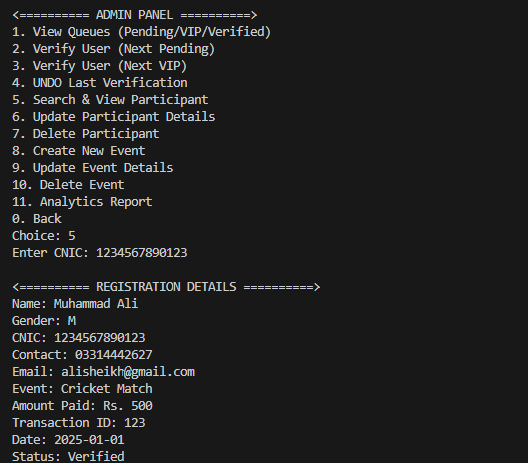 <========== ADMIN PANEL ==========>
1. View Queues (Pending/VIP/Verified)
2. Verify User (Next Pending)
3. Verify User (Next VIP)
4. UNDO Last Verification
5. Search & View Participant
6. Update Participant Details
7. Delete Participant
8. Create New Event
9. Update Event Details
10. Delete Event
11. Analytics Report
0. Back
Choice: 5
Enter CNIC: 1234567890123

<========== REGISTRATION DETAILS ==========>
Name: Muhammad Ali
Gender: M
CNIC: 1234567890123
Contact: 03314442627
Email: alisheikh@gmail.com
Event: Cricket Match
Amount Paid: Rs. 500
Transaction ID: 123
Date: 2025-01-01
Status: Verified